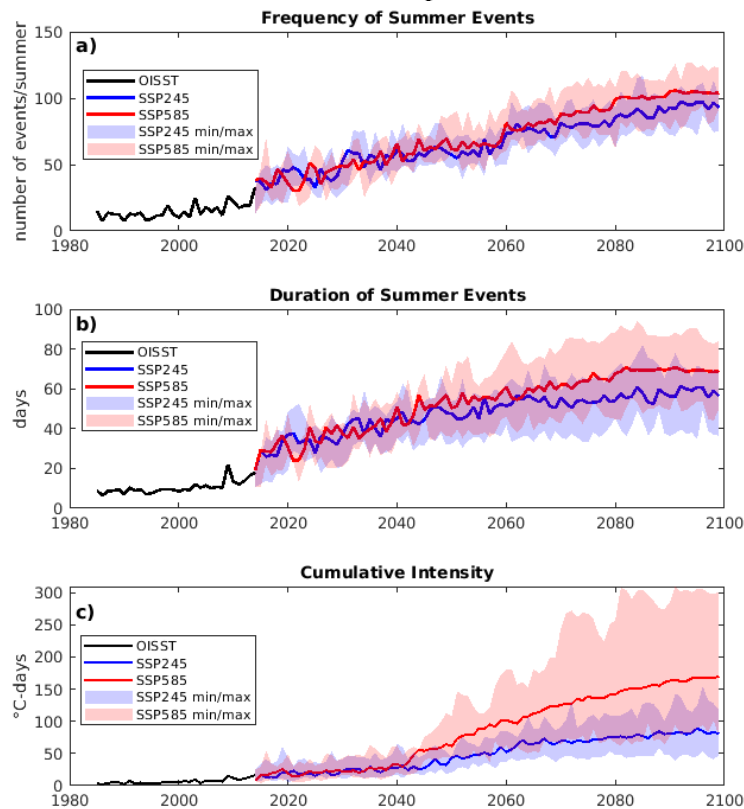 Frequency of Summer Events
a)
number of events/summer
150
100
50
0
OISST
SSP245
SSP585
SSP245 min/max
SSP585 min/max
1980 2000 2020 2040 2060 2080 2100
Duration of Summer Events
b)
days
100
80
60
40
20
0
OISST
SSP245
SSP585
SSP245 min/max
SSP585 min/max
1980 2000 2020 2040 2060 2080 2100
Cumulative Intensity
c)
°C-days
300
250
200
150
100
50
0
OISST
SSP245
SSP585
SSP245 min/max
SSP585 min/max
1980 2000 2020 2040 2060 2080 2100